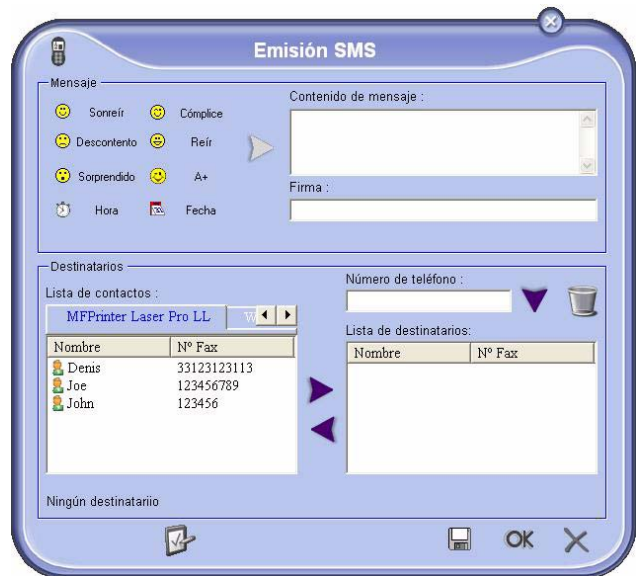 Emisión SMS
Mensaje
Sonreír
Cómplice
Descontento
Reír
Sorprendido
A+
Hora
Fecha
Contenido de mensaje :
Firma :
Destinatarios
Lista de contactos :
MFPrinter Laser Pro LL
W
Nombre Nº Fax
Denis 33123123113
Joe 123456789
John 123456
Número de teléfono :
Lista de destinatarios:
Nombre Nº Fax
Ningún destinatariio
OK